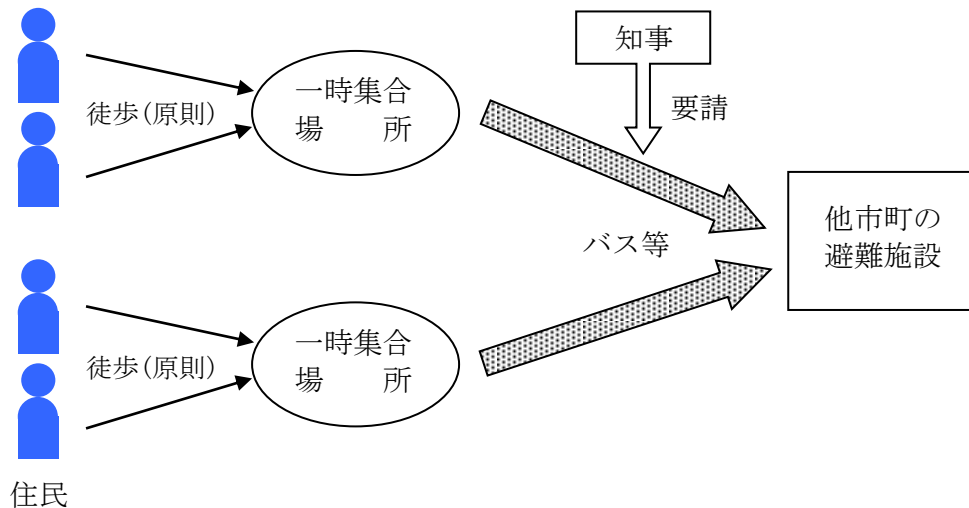 知事
要請
一時集合
場　　所
徒歩(原則)
他市町の
避難施設
バス等
一時集合
場　　所
徒歩(原則)
住民